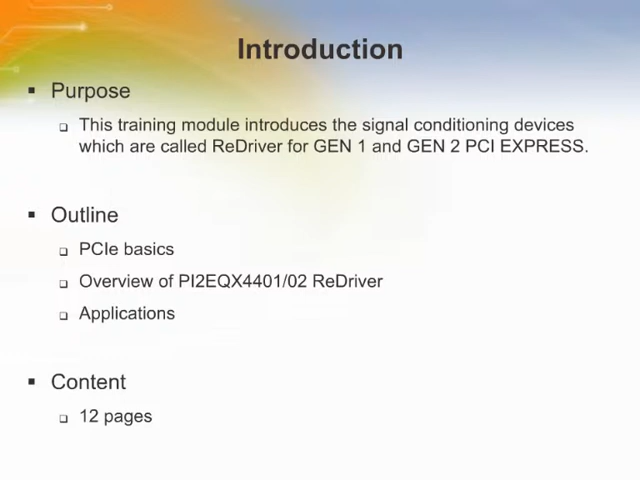 Introduction
▪ Purpose
❑ This training module introduces the signal conditioning devices
which are called ReDriver for GEN 1 and GEN 2 PCI EXPRESS.
▪ Outline
❑ PCIe basics
❑ Overview of PI2EQX4401/02 ReDriver
❑ Applications
▪ Content
❑ 12 pages